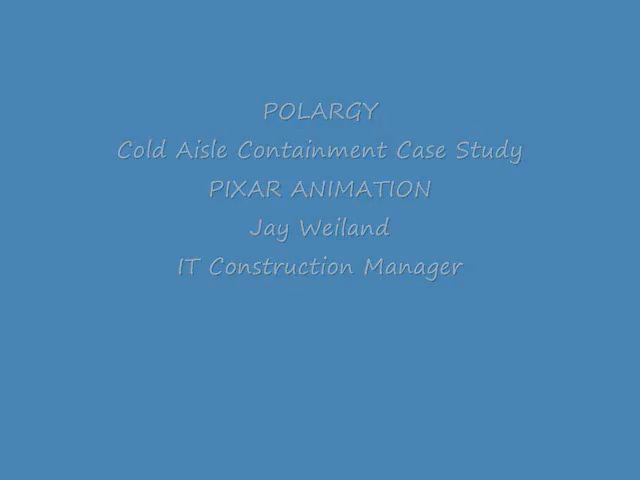 POLARGY
Cold Aisle Containment Case Study
PIXAR ANIMATION
Jay Weiland
IT Construction Manager